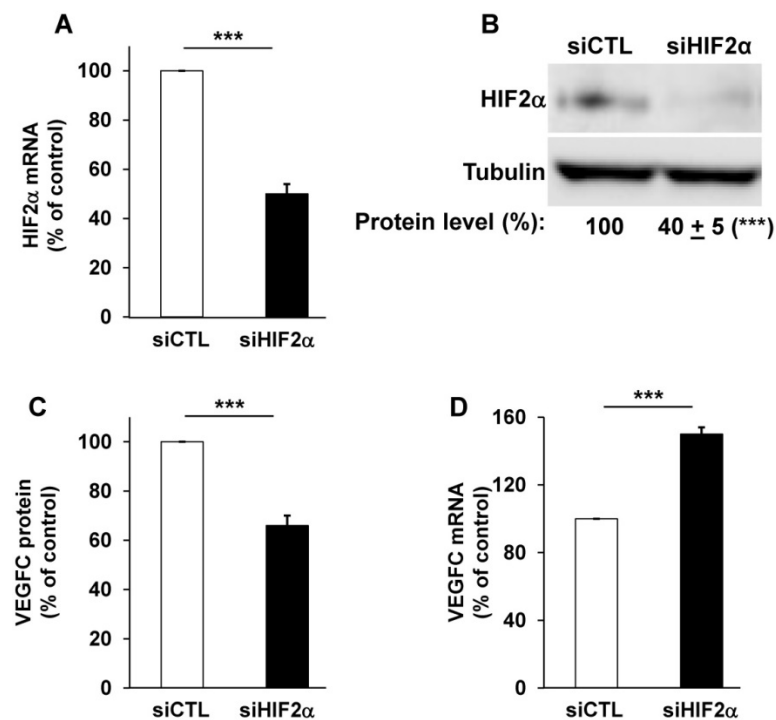 A
HIF2α mRNA
(% of control)
100
80
60
40
20
0
***
siCTL
siHIF2α
B
siCTL
siHIF2α
HIF2α
Tubulin
Protein level (%):
100
40 ± 5 (***)
C
VEGFC protein
(% of control)
100
80
60
40
20
0
***
siCTL
siHIF2α
D
VEGFC mRNA
(% of control)
160
120
80
40
0
***
siCTL
siHIF2α